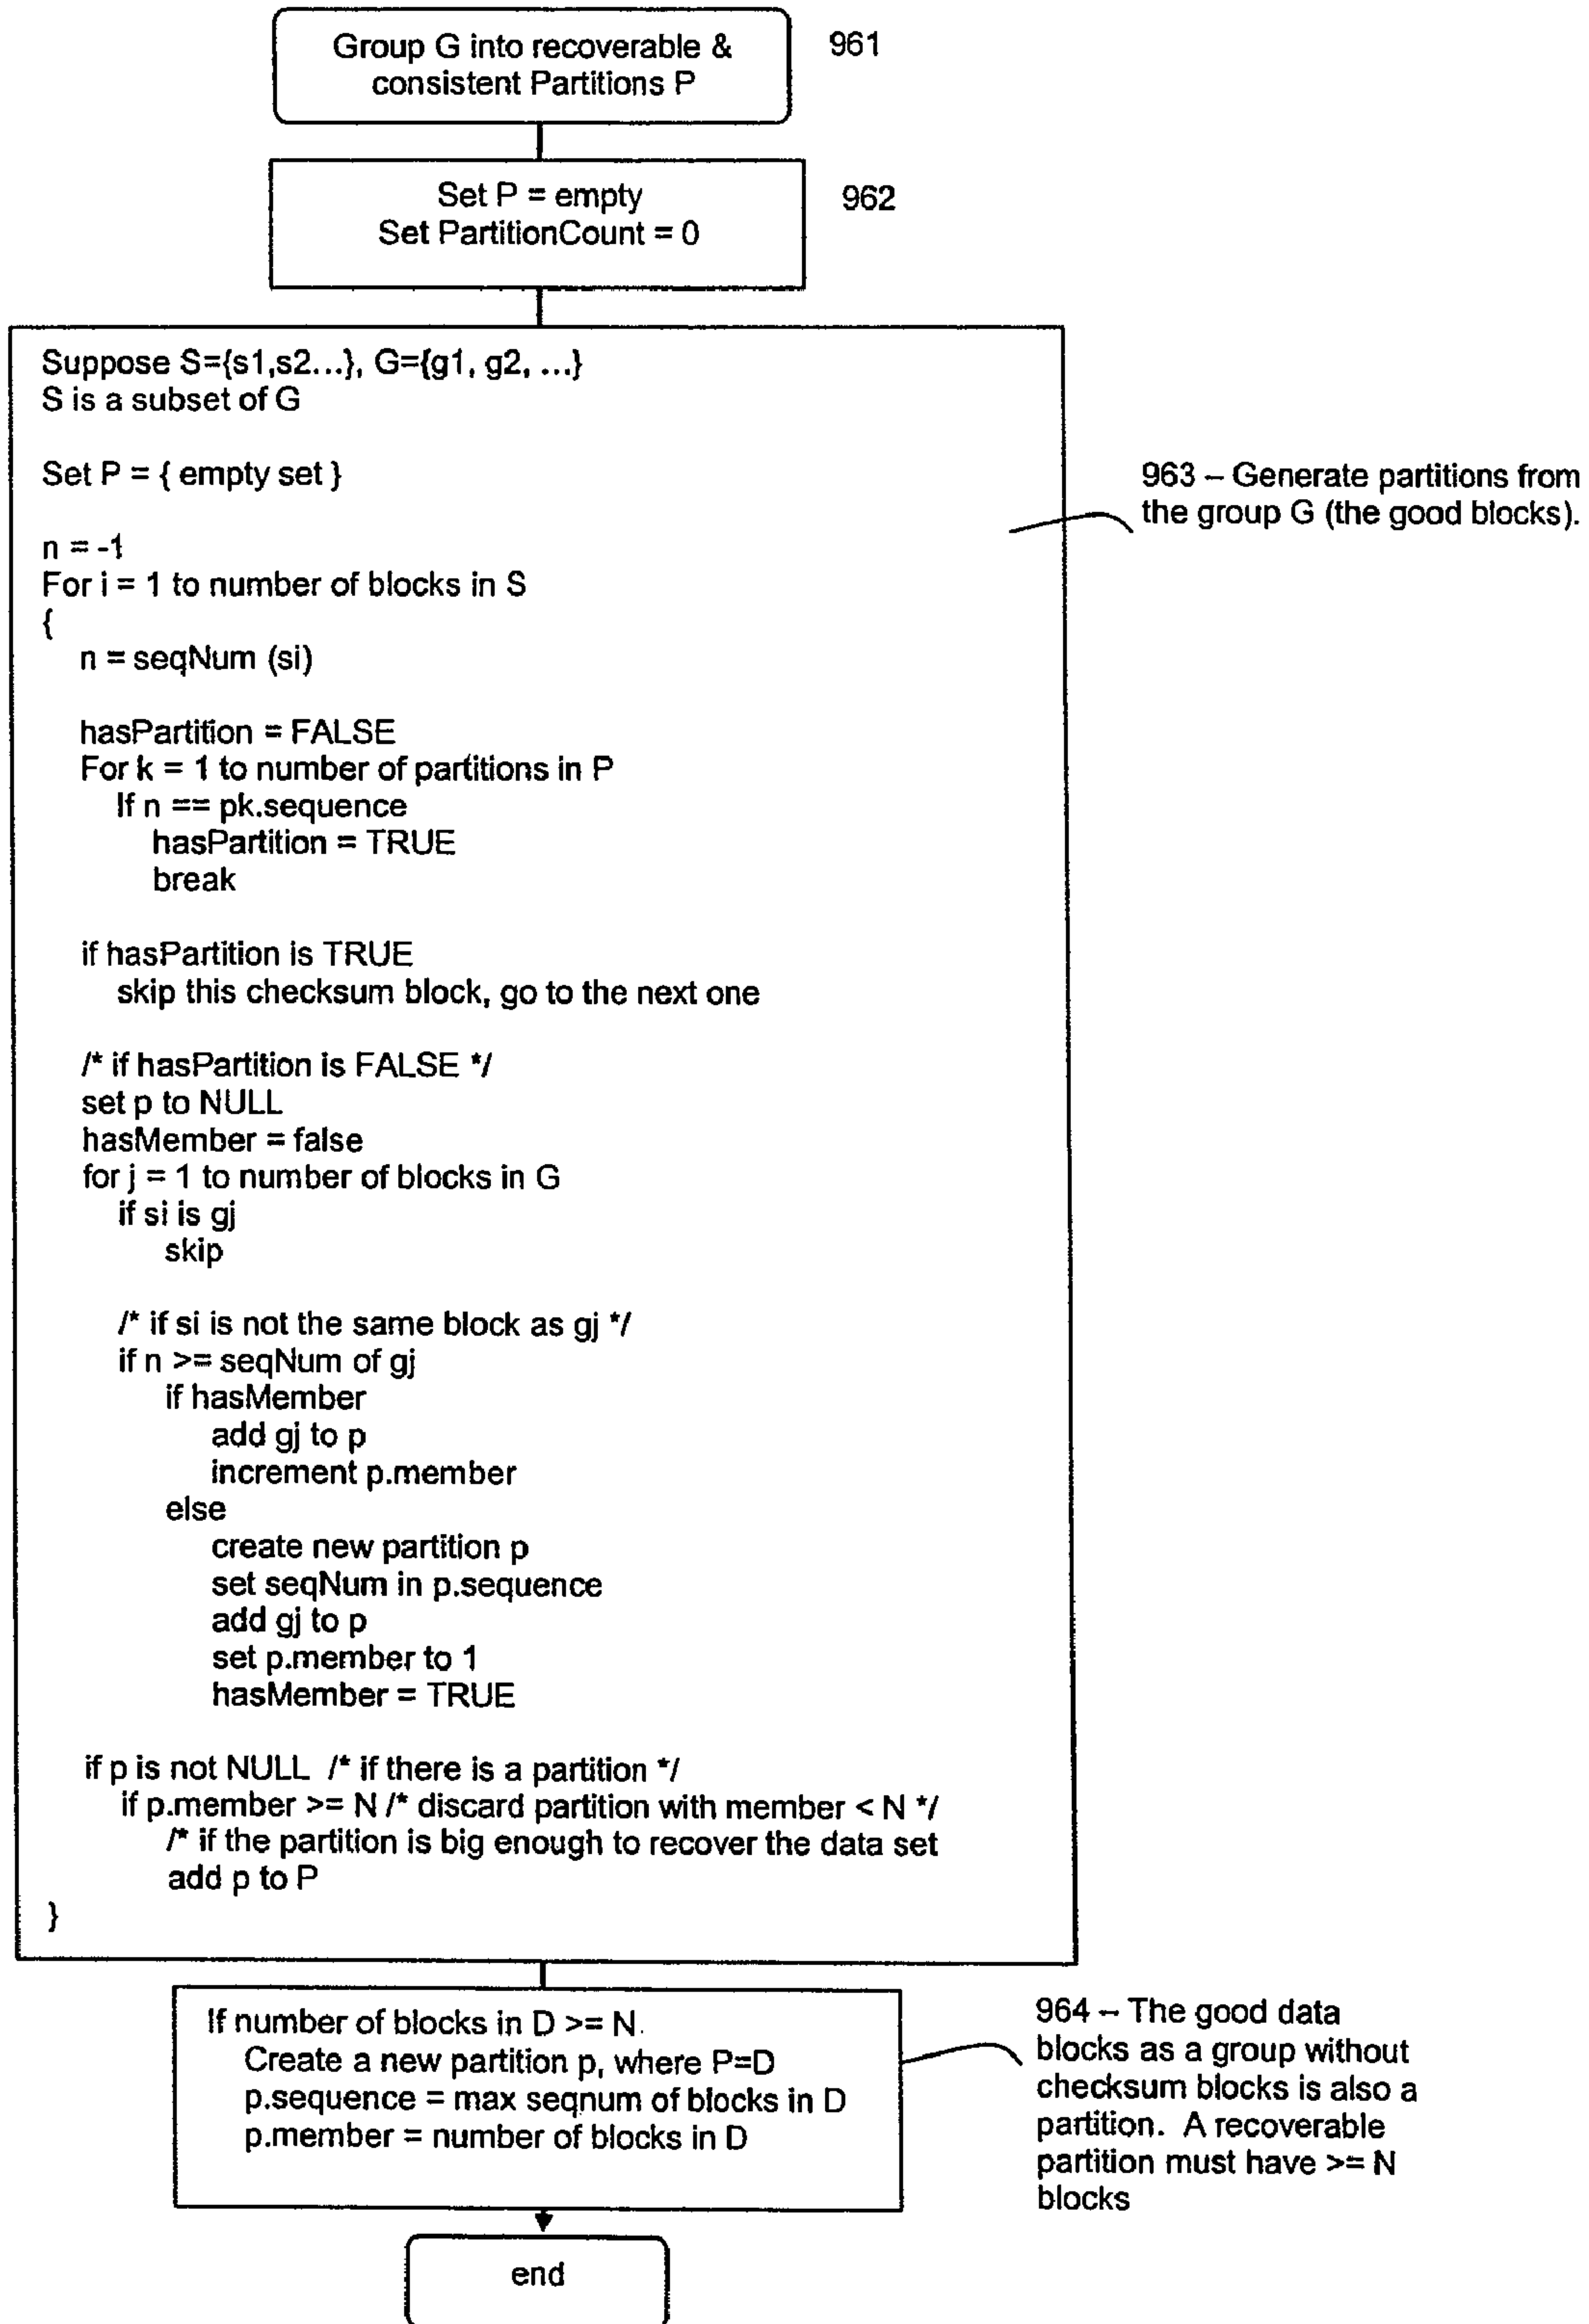 Group G into recoverable &
consistent Partitions P
961
Set P = empty
Set PartitionCount = 0
962
Suppose S={s1,s2...}, G={g1, g2, ...}
S is a subset of G
Set P = { empty set }
n = -1
For i = 1 to number of blocks in S
{
n = seqNum (si)
hasPartition = FALSE
For k = 1 to number of partitions in P
If n == pk.sequence
hasPartition = TRUE
break
if hasPartition is TRUE
skip this checksum block, go to the next one
/* if hasPartition is FALSE */
set p to NULL
hasMember = false
for j = 1 to number of blocks in G
if si is gj
skip
/* if si is not the same block as gj */
if n >= seqNum of gj
if hasMember
add gj to p
increment p.member
else
create new partition p
set seqNum in p.sequence
add gj to p
set p.member to 1
hasMember = TRUE
if p is not NULL /* if there is a partition */
if p.member >= N /* discard partition with member < N */
/* if the partition is big enough to recover the data set
add p to P
}
963 – Generate partitions from
the group G (the good blocks).
If number of blocks in D >= N
Create a new partition p, where P=D
p.sequence = max seqnum of blocks in D
p.member = number of blocks in D
964 – The good data
blocks as a group without
checksum blocks is also a
partition. A recoverable
partition must have >= N
blocks
end